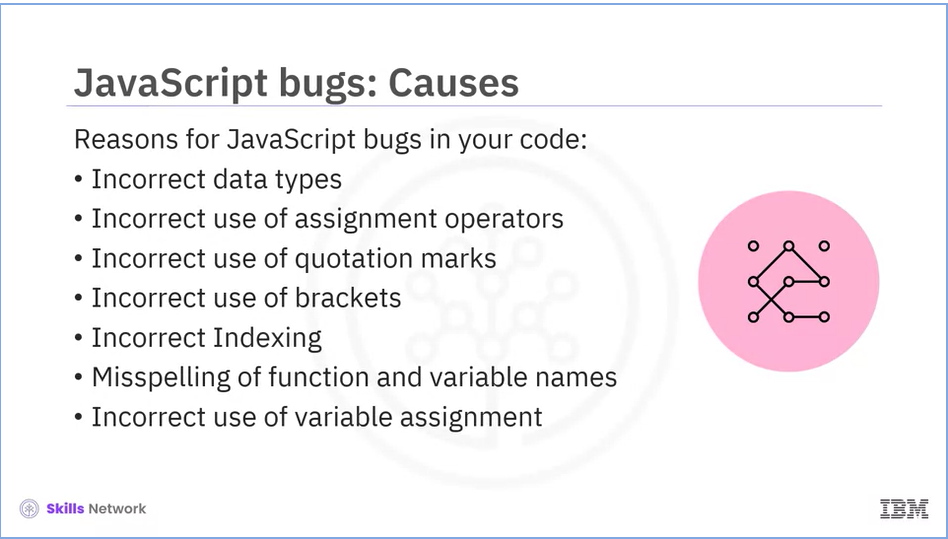 JavaScript bugs: Causes
Reasons for JavaScript bugs in your code:
• Incorrect data types
• Incorrect use of assignment operators
• Incorrect use of quotation marks
• Incorrect use of brackets
• Incorrect Indexing
• Misspelling of function and variable names
• Incorrect use of variable assignment
Skills Network
IBM